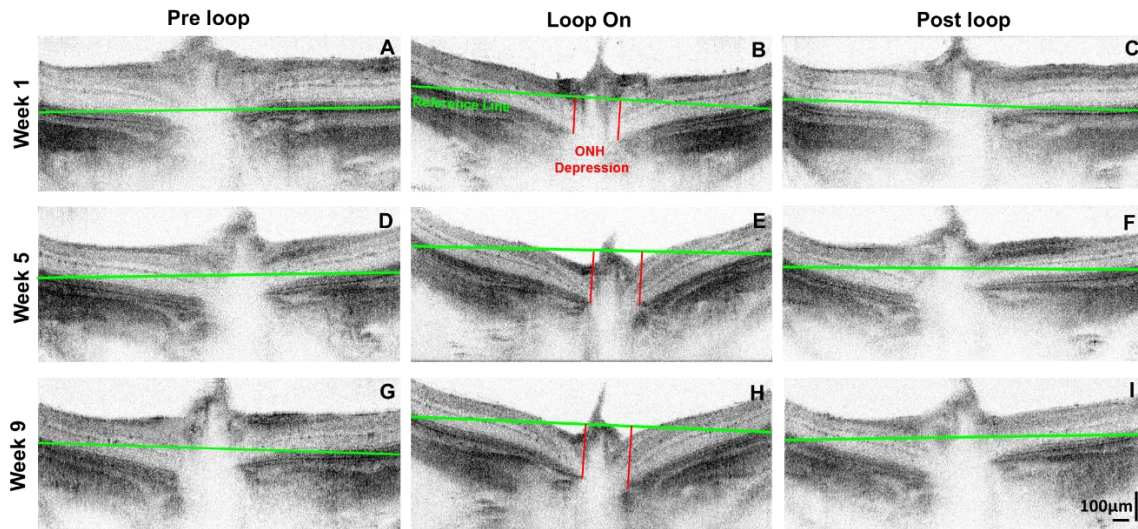 Pre loop
Loop On
Post loop
Week 1
A
B
C
Reference Line
ONH
Depression
Week 5
D
E
F
Week 9
G
H
I
100μm